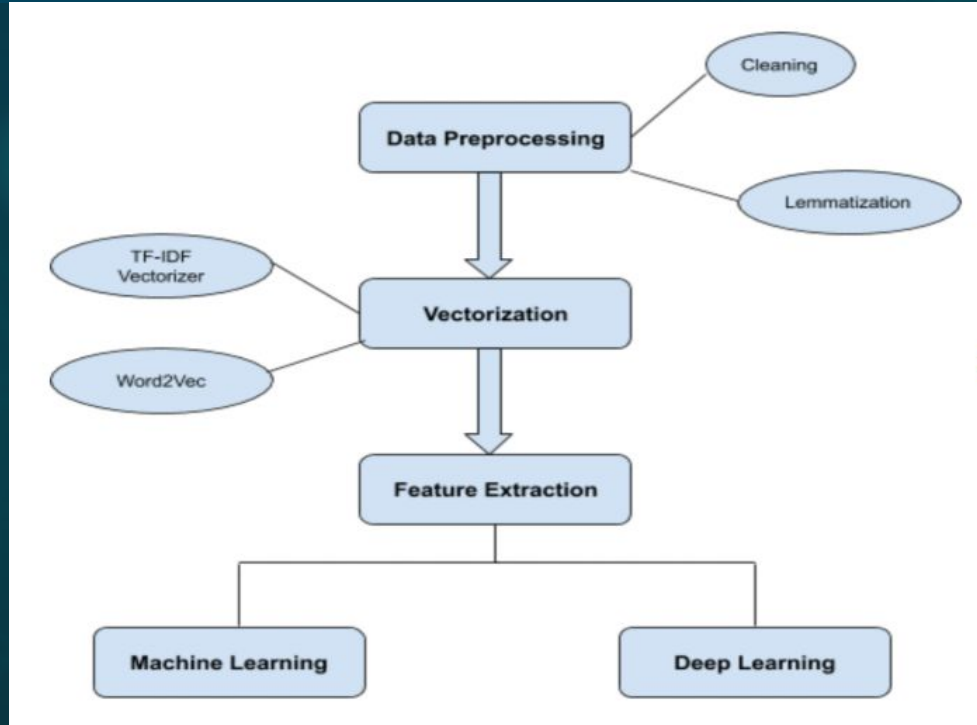 Cleaning
Data Preprocessing
Lemmatization
TF-IDF
Vectorizer
Vectorization
Word2Vec
Feature Extraction
Machine Learning
Deep Learning